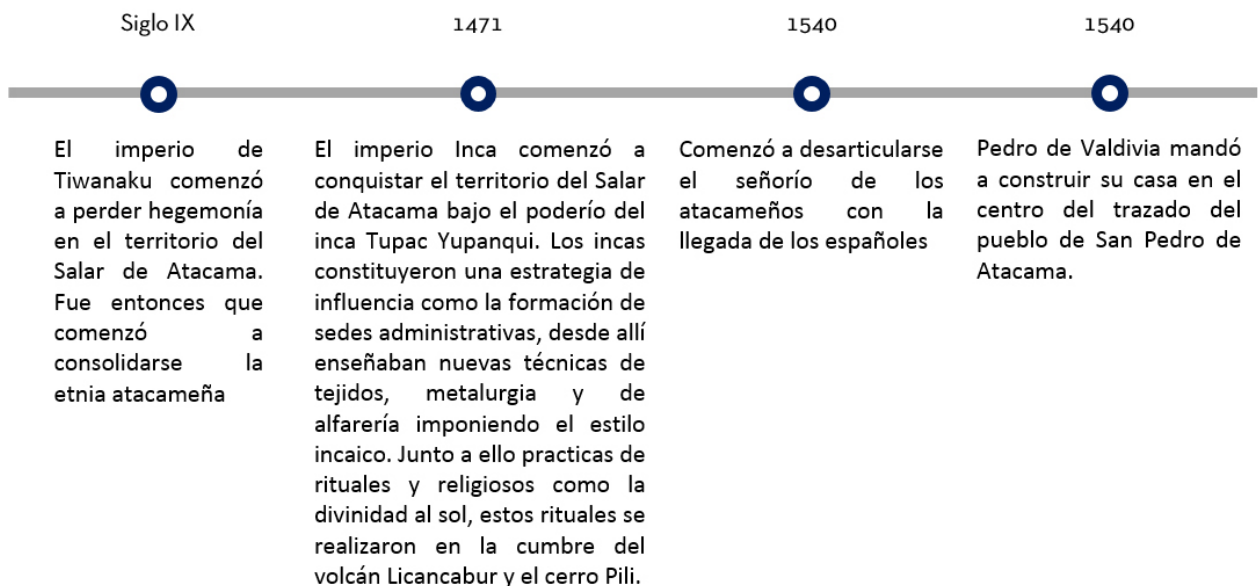 Siglo IX
1471
1540
1540
El imperio de
Tiwanaku comenzó
a perder hegemonía
en el territorio del
Salar de Atacama.
Fue entonces que
comenzó a
consolidarse la
etnia atacameña
El imperio Inca comenzó a
conquistar el territorio del Salar
de Atacama bajo el poderío del
inca Tupac Yupanqui. Los incas
constituyeron una estrategia de
influencia como la formación de
sedes administrativas, desde allí
enseñaban nuevas técnicas de
tejidos, metalurgia y de
alfarería imponiendo el estilo
incaico. Junto a ello practicas de
rituales y religiosos como la
divinidad al sol, estos rituales se
realizaron en la cumbre del
volcán Licancabur y el cerro Pili.
Comenzó a desarticularse
el señorío de los
atacameños con la
llegada de los españoles
Pedro de Valdivia mandó
a construir su casa en el
centro del trazado del
pueblo de San Pedro de
Atacama.